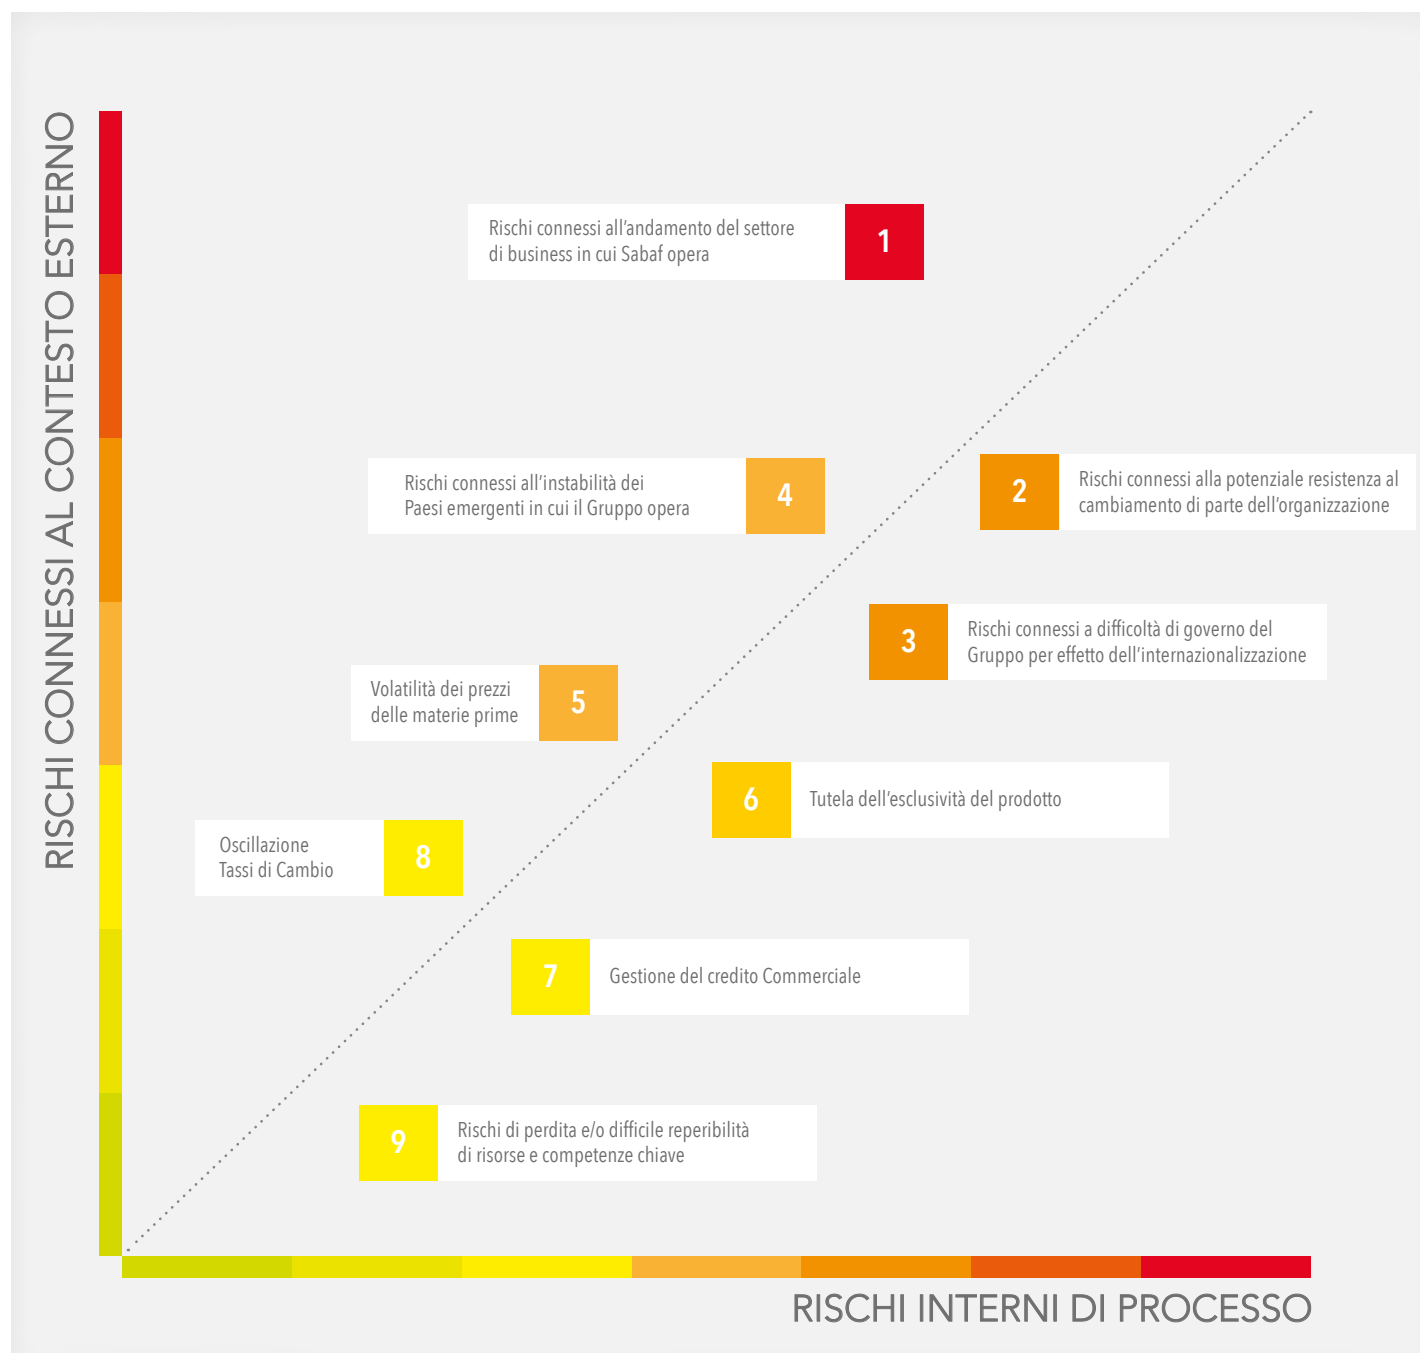 RISCHI CONNESSI AL CONTESTO ESTERNO
Rischi connessi all’andamento del settore
di business in cui Sabaf opera
1
Rischi connessi all’instabilità dei
Paesi emergenti in cui il Gruppo opera
4
2
Rischi connessi alla potenziale resistenza al
cambiamento di parte dell’organizzazione
3
Rischi connessi a difficoltà di governo del
Gruppo per effetto dell’internazionalizzazione
Volatilità dei prezzi
delle materie prime
5
6
Tutela dell’esclusività del prodotto
Oscillazione
Tassi di Cambio
8
7
Gestione del credito Commerciale
9
Rischi di perdita e/o difficile reperibilità
di risorse e competenze chiave
RISCHI INTERNI DI PROCESSO